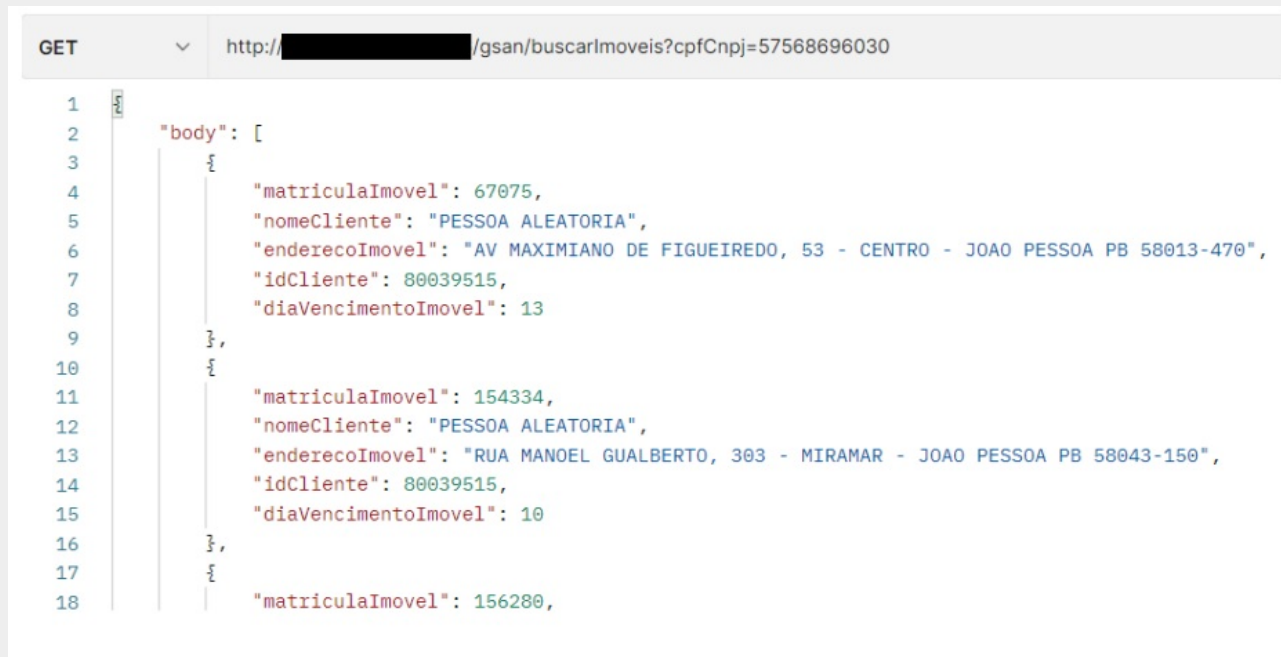 GET http:// /gsan/buscarImoveis?cpfCnpj=57568696030
1 {
2 "body": [
3 {
4 "matriculaImovel": 67075,
5 "nomeCliente": "PESSOA ALEATORIA",
6 "enderecoImovel": "AV MAXIMIANO DE FIGUEIREDO, 53 - CENTRO - JOAO PESSOA PB 58013-470",
7 "idCliente": 80039515,
8 "diaVencimentoImovel": 13
9 },
10 {
11 "matriculaImovel": 154334,
12 "nomeCliente": "PESSOA ALEATORIA",
13 "enderecoImovel": "RUA MANOEL GUALBERTO, 303 - MIRAMAR - JOAO PESSOA PB 58043-150",
14 "idCliente": 80039515,
15 "diaVencimentoImovel": 10
16 },
17 {
18 "matriculaImovel": 156280,